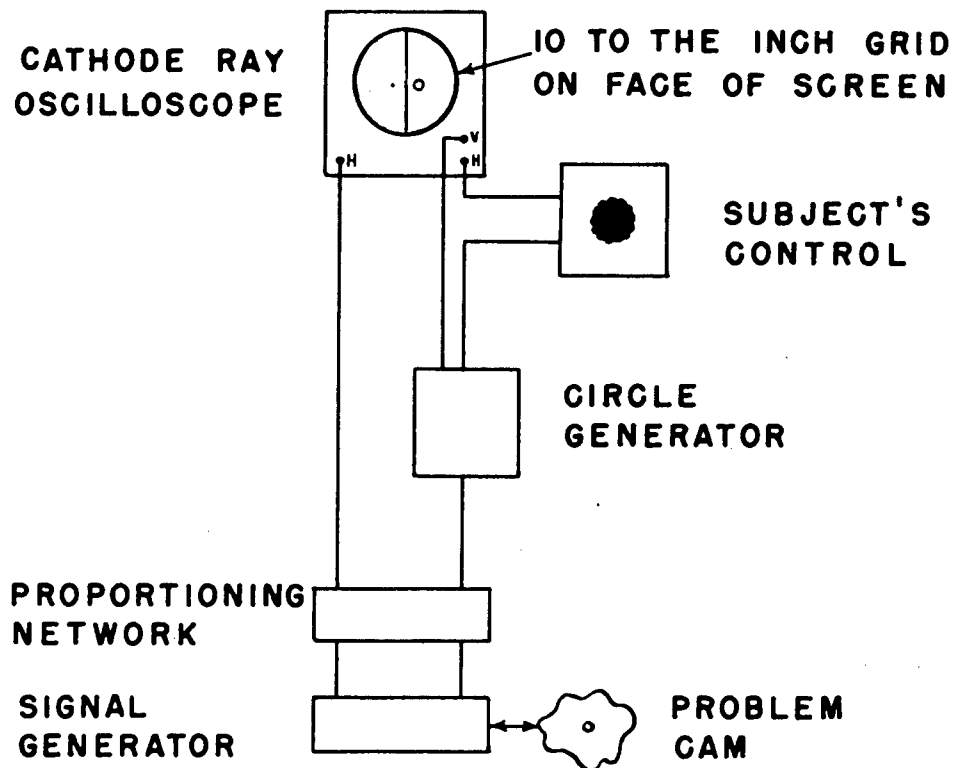 CATHODE RAY
OSCILLOSCOPE
10 TO THE INCH GRID
ON FACE OF SCREEN
V
H
H
SUBJECT'S
CONTROL
CIRCLE
GENERATOR
PROPORTIONING
NETWORK
SIGNAL
GENERATOR
PROBLEM
CAM